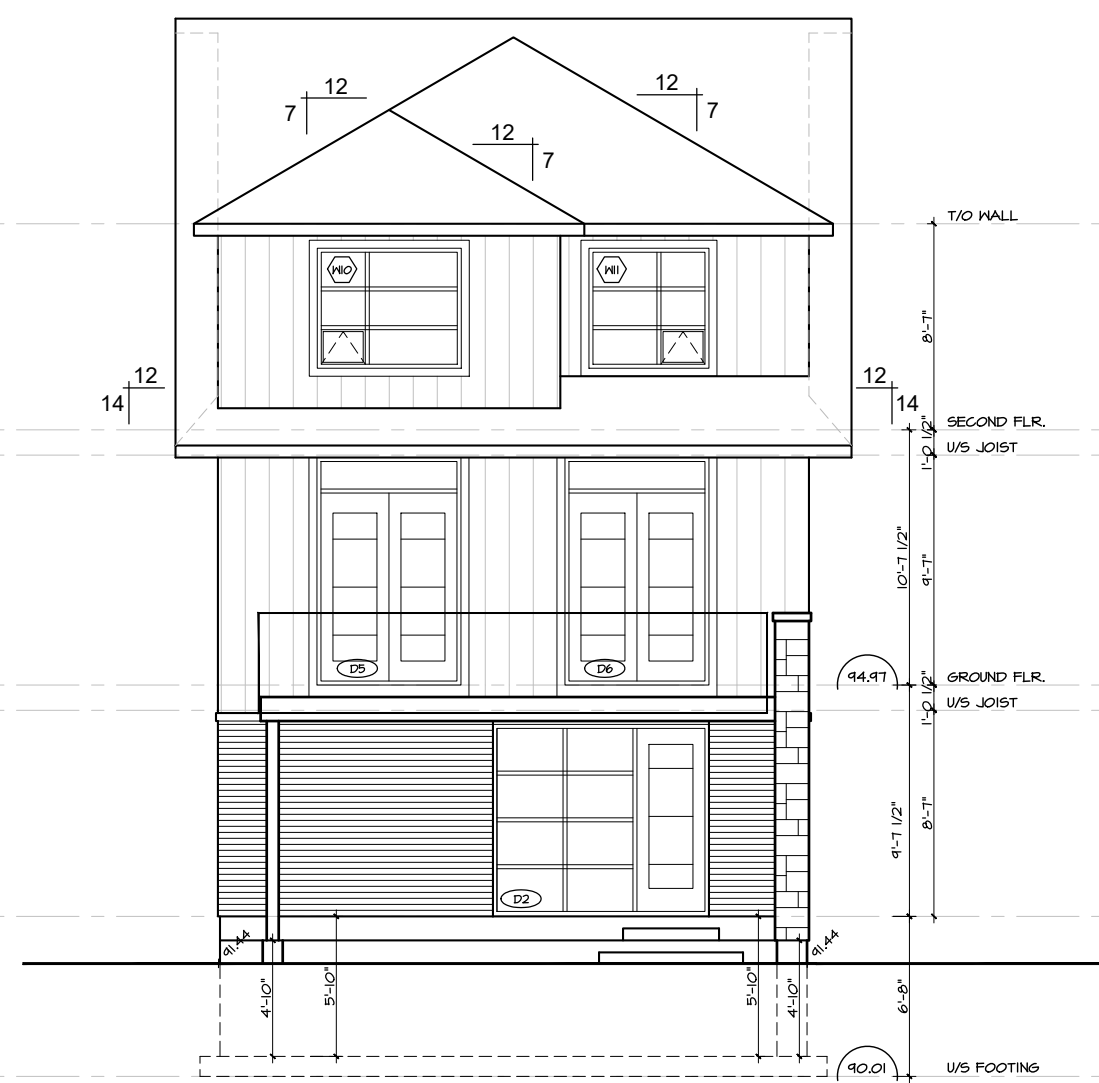 12
7
12
7
12
7
T/O WALL
W10
W11
8'-7"
12
14
12
14
SECOND FLR.
1'-0 1/2"
U/S JOIST
10'-7 1/2"
9'-7"
D5
D6
94.97
GROUND FLR.
1'-0 1/2"
U/S JOIST
9'-7 1/2"
8'-7"
D2
91.44
91.44
4'-10"
5'-10"
5'-10"
4'-10"
6'-8"
90.01
U/S FOOTING